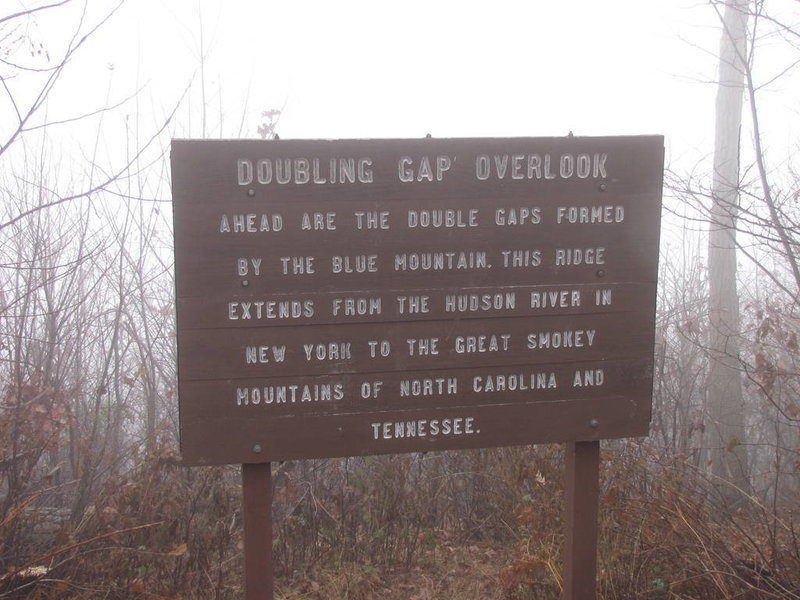 DOUBLING GAP OVERLOOK
AHEAD ARE THE DOUBLE GAPS FORMED
BY THE BLUE MOUNTAIN. THIS RIDGE
EXTENDS FROM THE HUDSON RIVER IN
NEW YORK TO THE GREAT SMOKEY
MOUNTAINS OF NORTH CAROLINA AND
TENNESSEE.